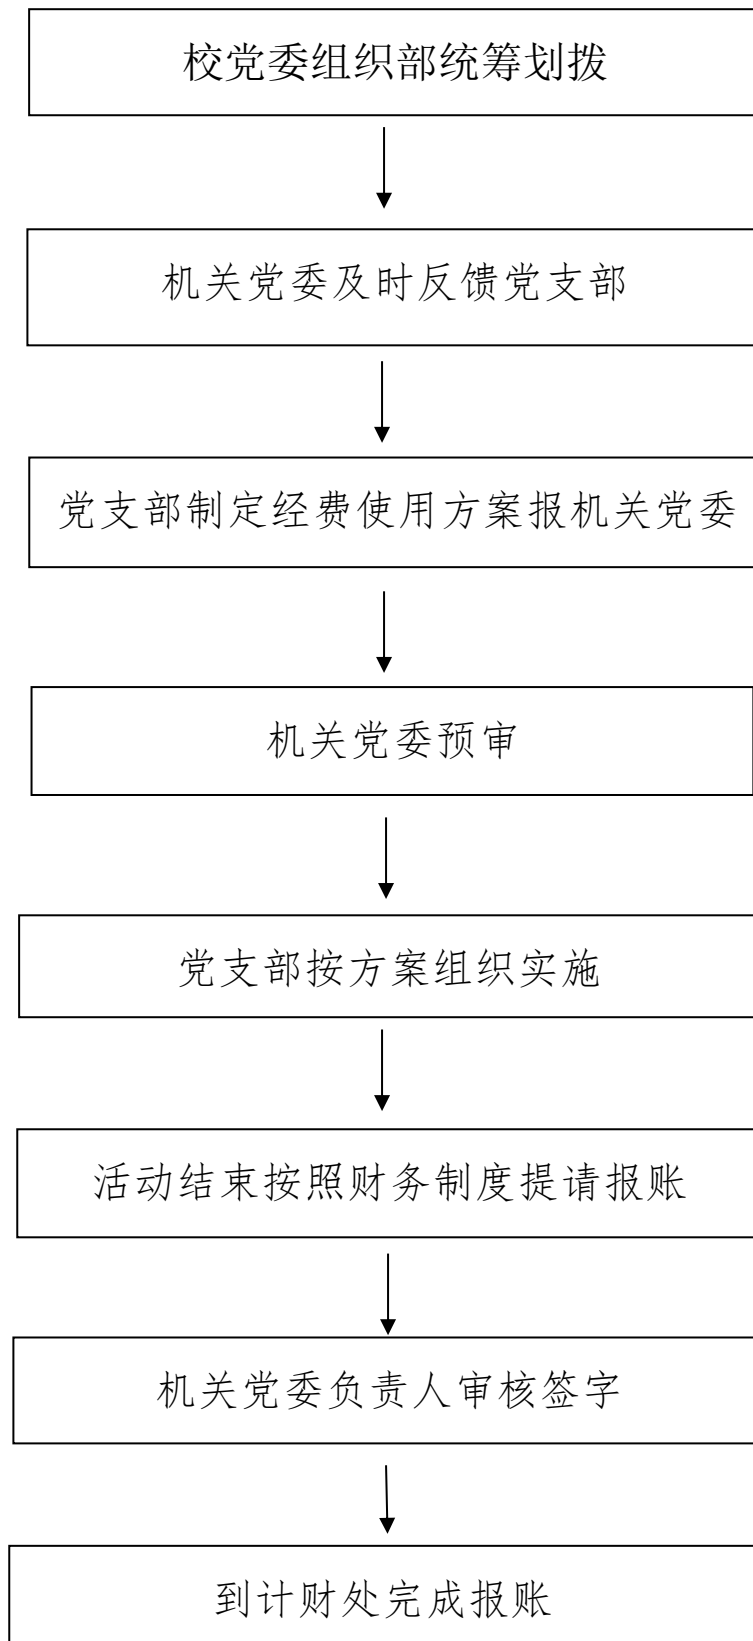 校党委组织部统筹划拨
机关党委及时反馈党支部
党支部制定经费使用方案报机关党委
机关党委预审
党支部按方案组织实施
活动结束按照财务制度提请报账
机关党委负责人审核签字
到计财处完成报账